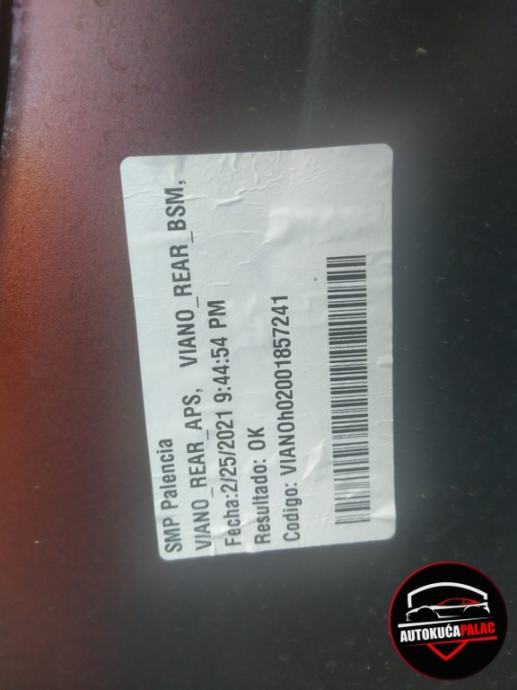 SMP Palencia
VIANO_REAR_APS, VIANO_REAR_BSM,
Fecha:2/25/2021 9:44:54 PM
Resultado: OK
Codigo: VIANOh02001857241
AUTOKUĆAPALAC